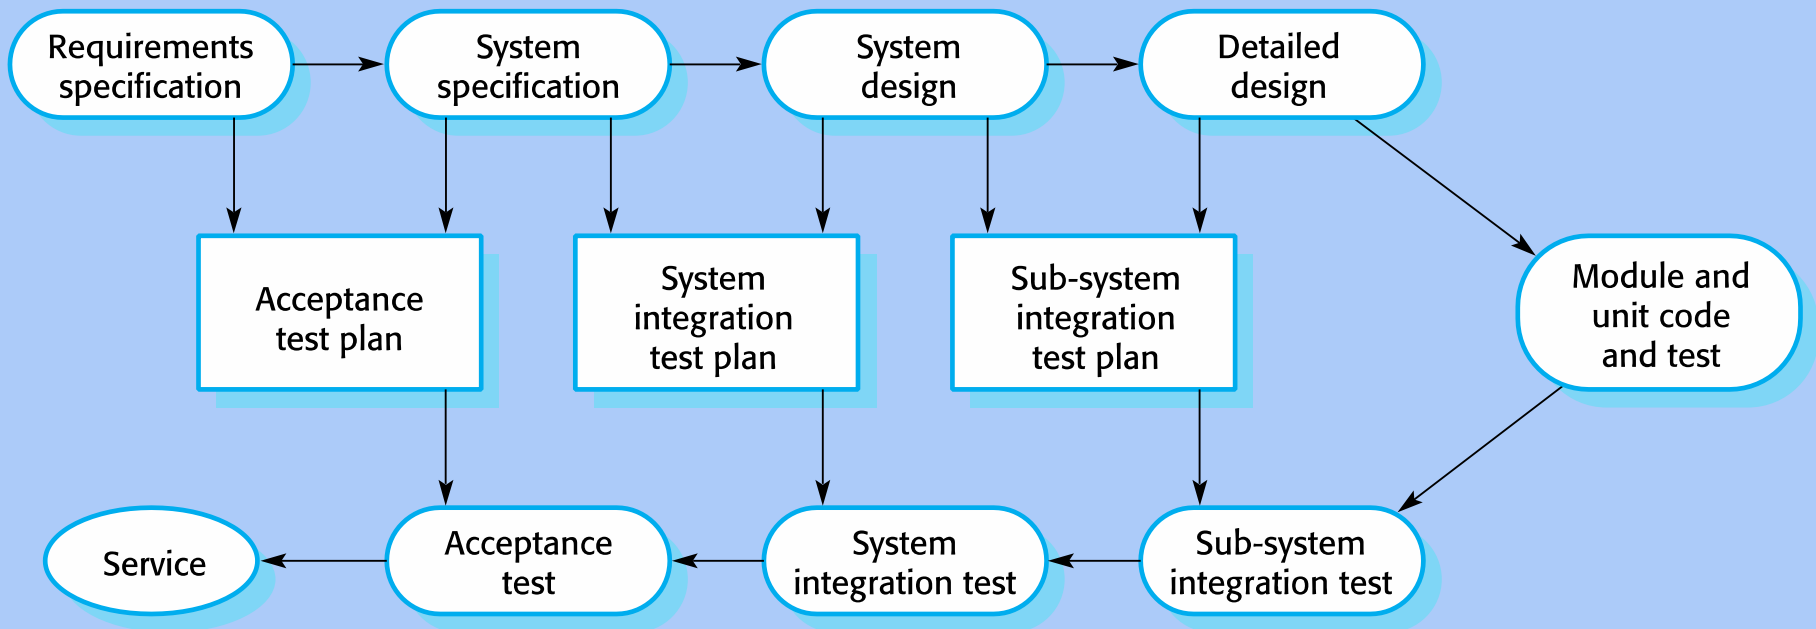 Requirements
specification
System
specification
System
design
Detailed
design
Acceptance
test plan
System
integration
test plan
Sub-system
integration
test plan
Module and
unit code
and test
Service
Acceptance
test
System
integration test
Sub-system
integration test